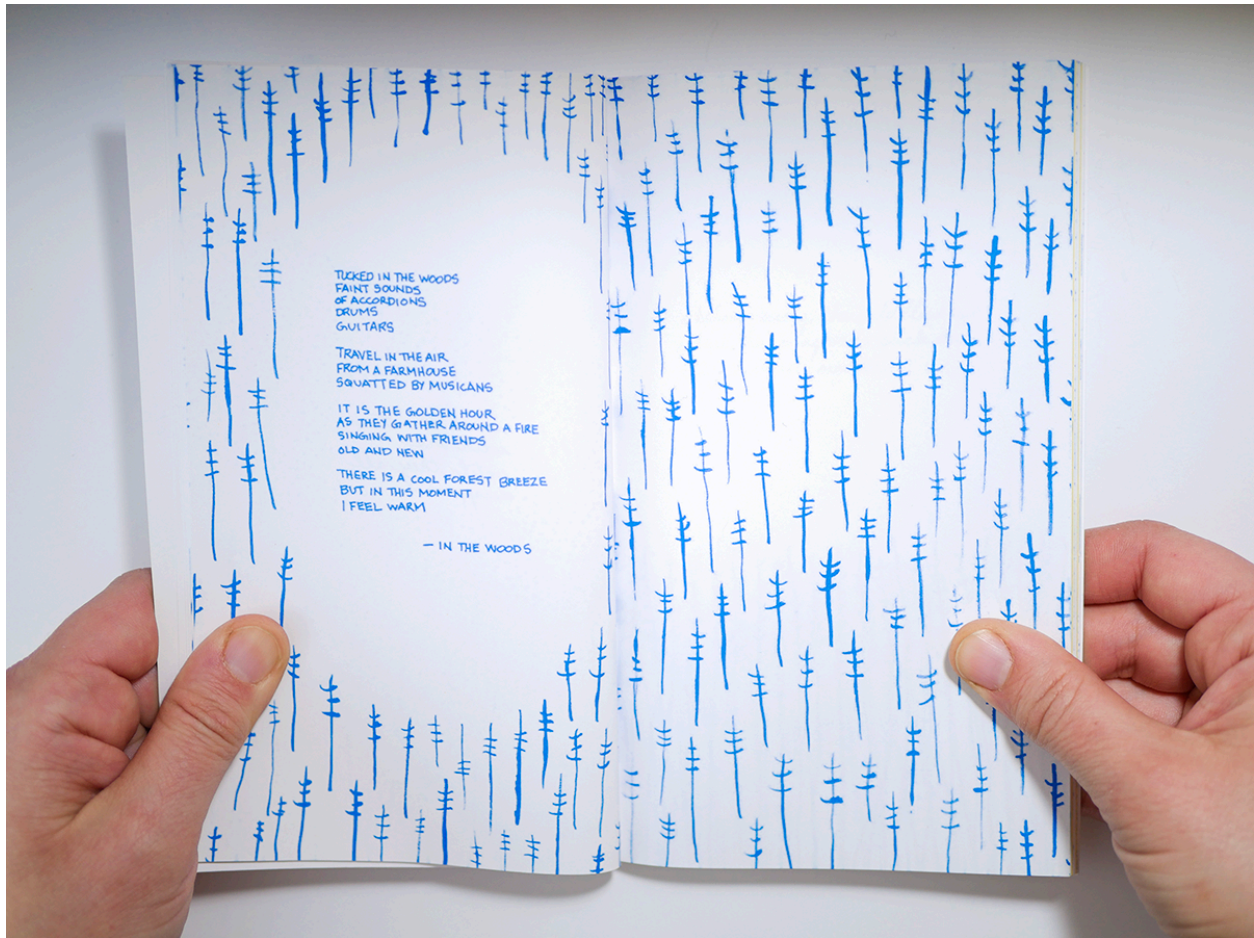 TUCKED IN THE WOODS
FAINT SOUNDS
OF ACCORDIONS
DRUMS
GUITARS
TRAVEL IN THE AIR
FROM A FARMHOUSE
SQUATTED BY MUSICANS
IT IS THE GOLDEN HOUR
AS THEY GATHER AROUND A FIRE
SINGING WITH FRIENDS
OLD AND NEW
THERE IS A COOL FOREST BREEZE
BUT IN THIS MOMENT
I FEEL WARM
— IN THE WOODS